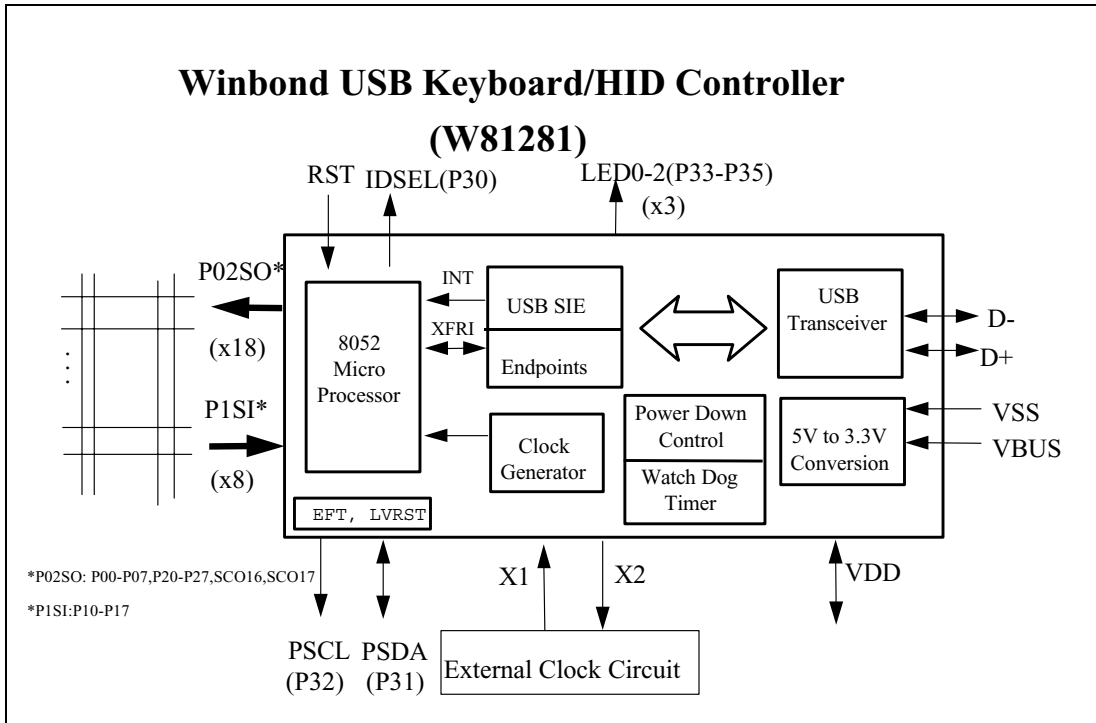 Winbond USB Keyboard/HID Controller
(W81281)
RST
IDSEL(P30)
LED0-2(P33-P35)
(x3)
P02SO*
(x18)
P1SI*
(x8)
8052
Micro
Processor
INT
XFRI
USB SIE
Endpoints
USB
Transceiver
D-
D+
Clock
Generator
Power Down
Control
Watch Dog
Timer
5V to 3.3V
Conversion
VSS
VBUS
EFT, LVRST
*P02SO: P00-P07,P20-P27,SCO16,SCO17
*P1SI:P10-P17
X1
X2
VDD
PSCL
(P32)
PSDA
(P31)
External Clock Circuit